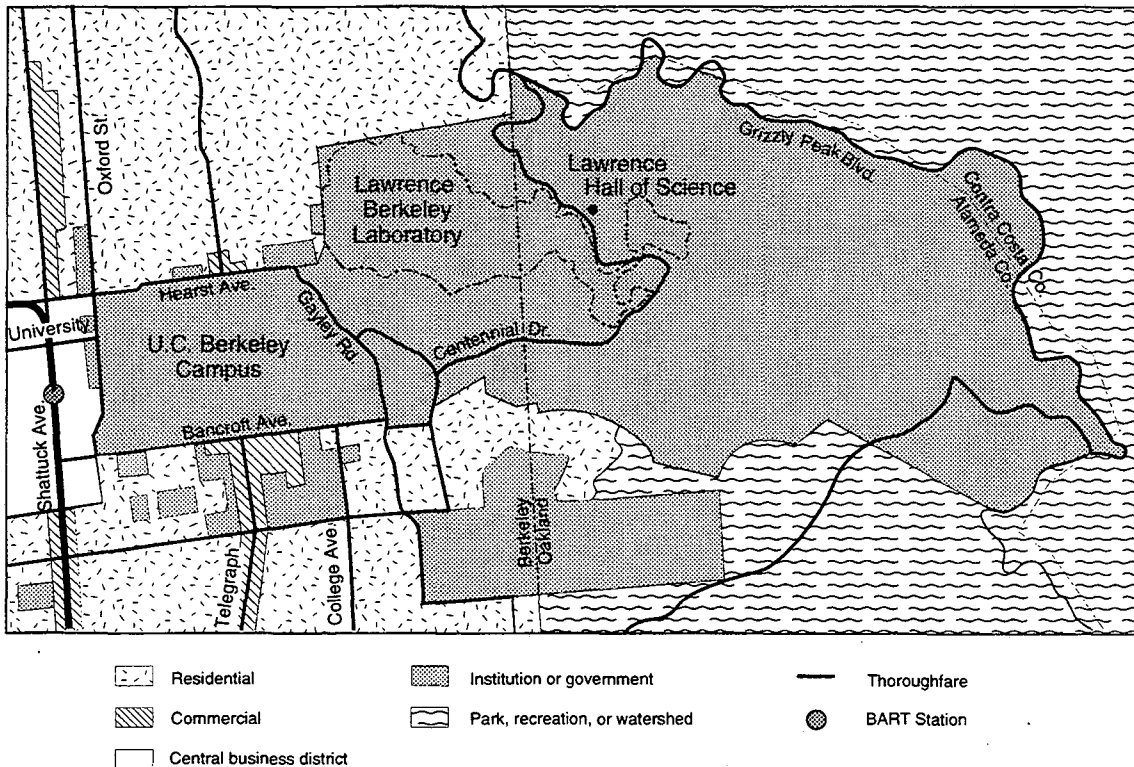 Oxford St.
Grizzly Peak Blvd.
Lawrence
Hall of Science
Lawrence
Berkeley
Laboratory
Contra Costa Co.
Alameda Co.
Hearst Ave.
Gayley Rd
University
U.C. Berkeley
Campus
Centennial Dr.
Shattuck Ave.
Bancroft Ave.
Berkeley
Oakland
Telegraph
College Ave.
Residential
Commercial
Central business district
Institution or government
Park, recreation, or watershed
Thoroughfare
BART Station